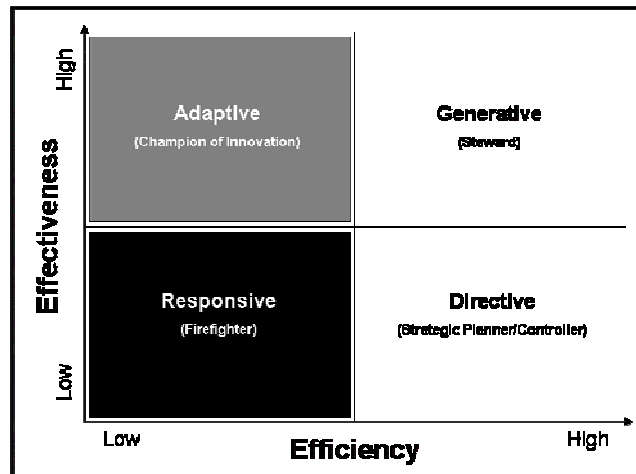 High
Adaptive
(Champion of Innovation)
Generative
(Steward)
Effectiveness
Responsive
(Firefighter)
Directive
(Strategic Planner/Controller)
Low
Low
Efficiency
High